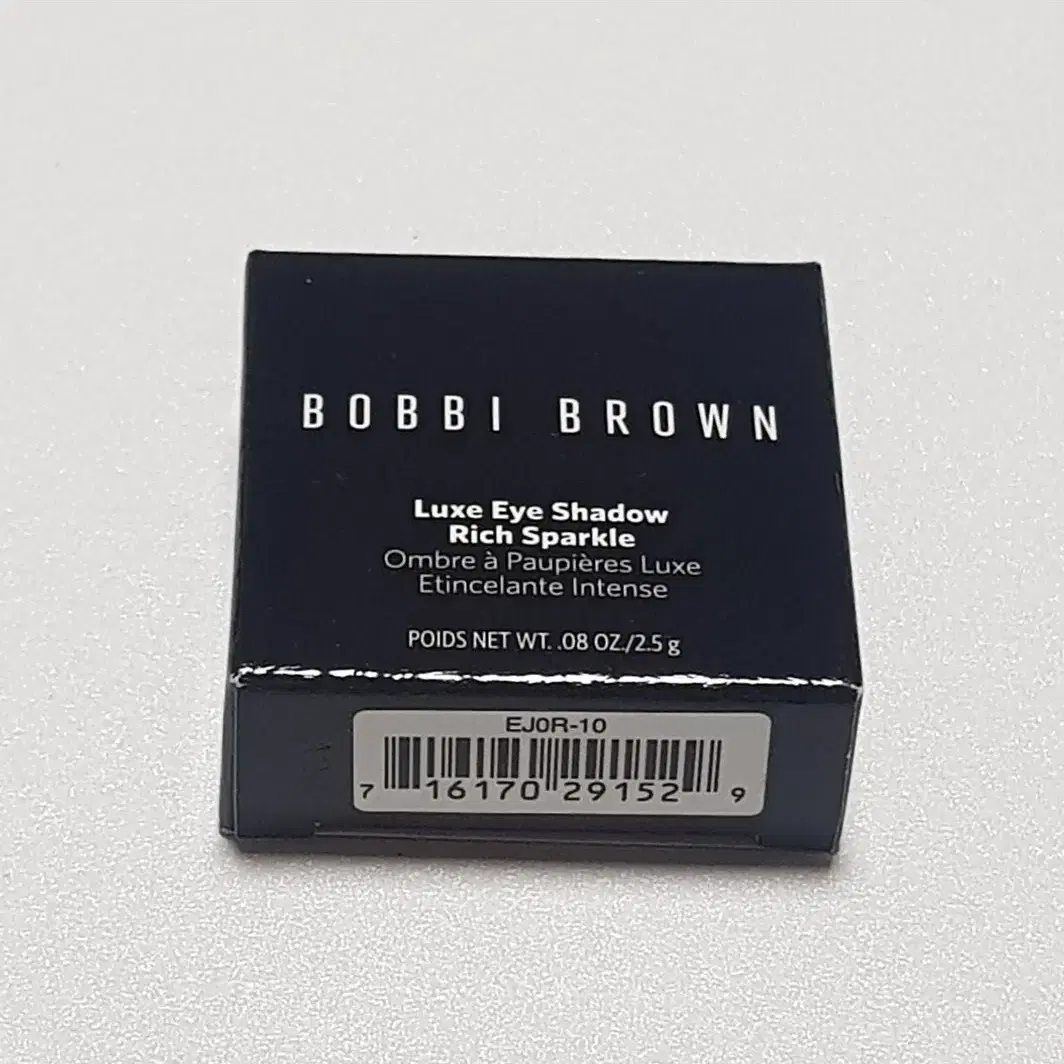 BOBBI BROWN
Luxe Eye Shadow
Rich Sparkle
Ombre à Paupières Luxe
Etincelante Intense
POIDS NET WT. .08 OZ./2.5 g
EJ0R-10
7 16170 29152 9